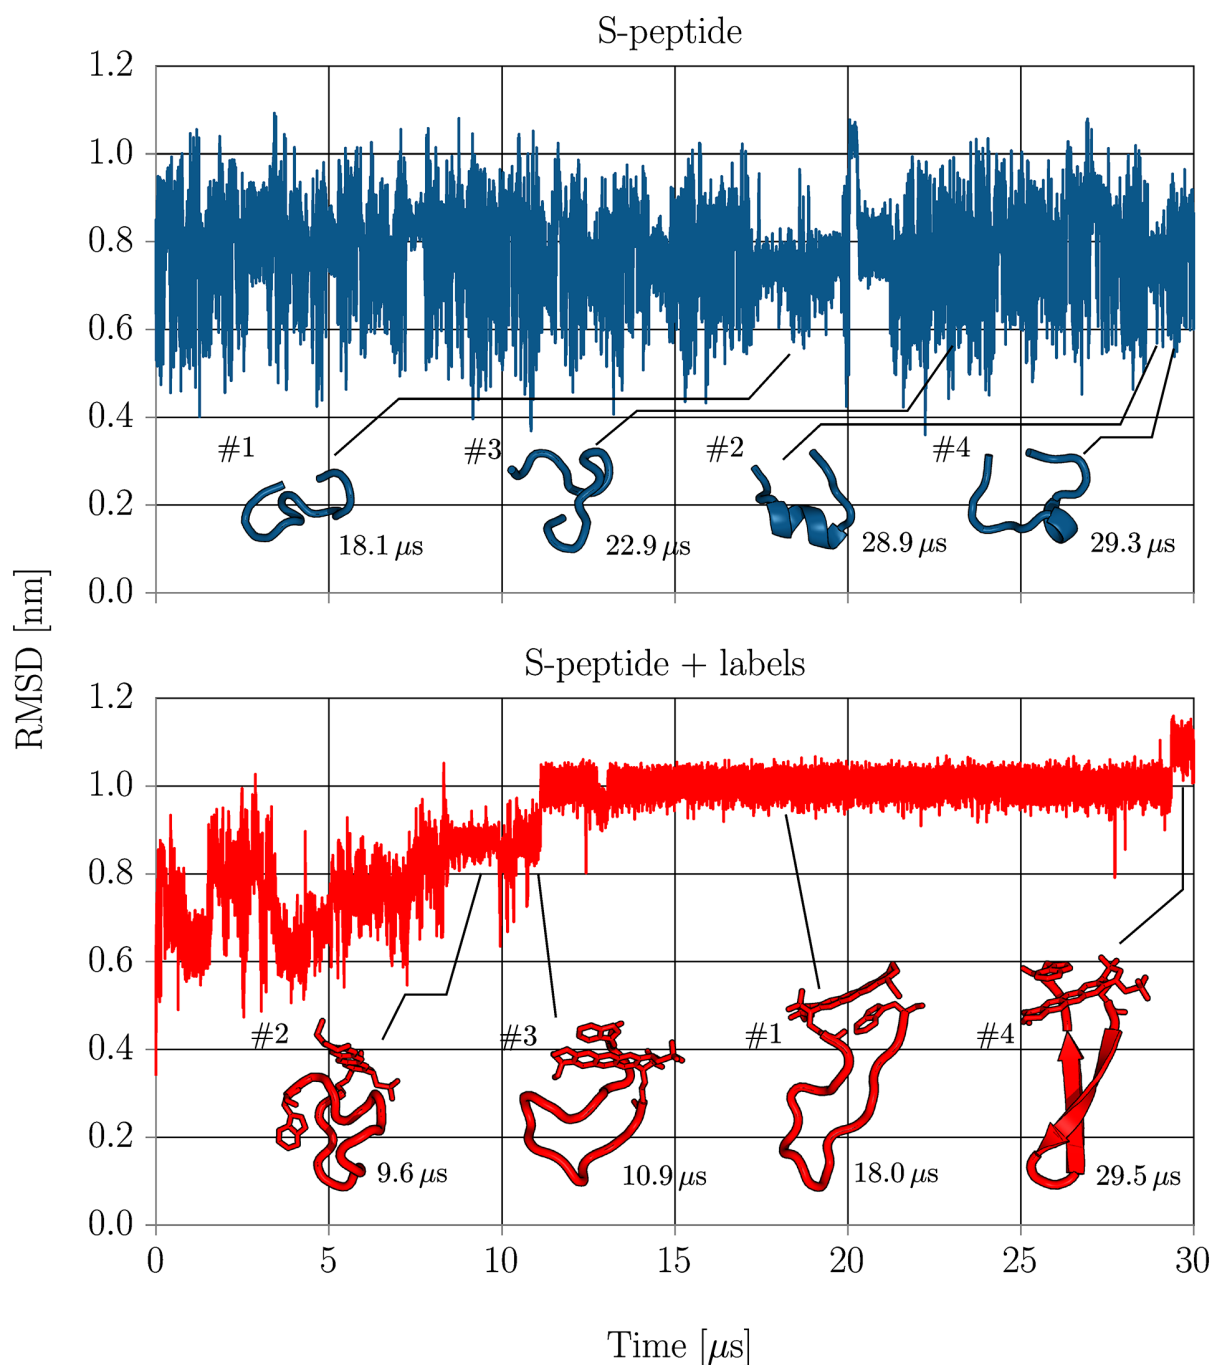 S-peptide
1.2
1.0
0.8
0.6
0.4
#1 #3 #2 #4
0.2
18.1 μs 22.9 μs 28.9 μs 29.3 μs
0.0
RMSD [nm]
S-peptide + labels
1.2
1.0
0.8
0.6
#2 #3 #1 #4
0.4
0.2
9.6 μs 10.9 μs 18.0 μs 29.5 μs
0.0
0 5 10 15 20 25 30
Time [μs]